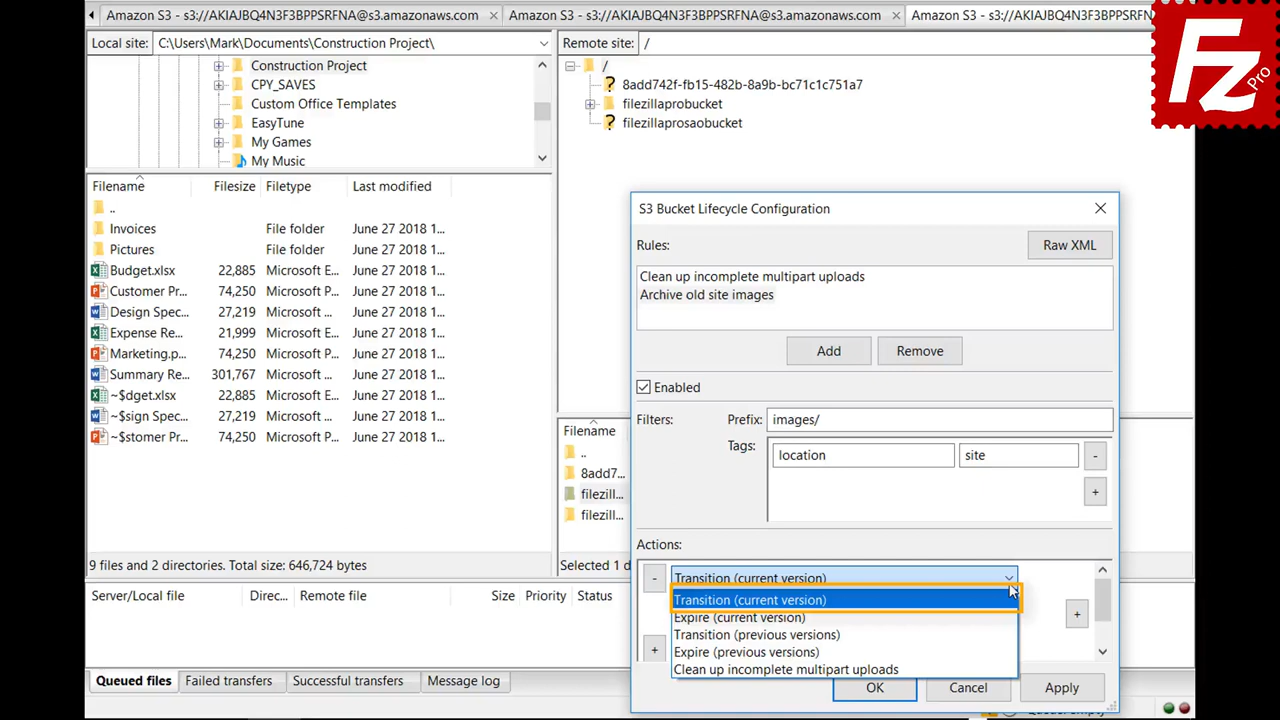 Amazon S3 - s3://AKIAJBQ4N3F3BPPSRFNA@s3.amazonaws.com
Amazon S3 - s3://AKIAJBQ4N3F3BPPSRFNA@s3.amazonaws.com
Amazon S3 - s3://AKIAJBQ4N3F3BPPSRFN
Fz Pro
Local site: C:\Users\Mark\Documents\Construction Project\
Construction Project
CPY_SAVES
Custom Office Templates
EasyTune
My Games
My Music
Remote site: /
/
8add742f-fb15-482b-8a9b-bc71c1c751a7
filezillaprobucket
filezillaprosaobucket
Filename Filesize Filetype Last modified
..
Invoices File folder June 27 2018 1...
Pictures File folder June 27 2018 1...
Budget.xlsx 22,885 Microsoft E... June 27 2018 1...
Customer Pr... 74,250 Microsoft P... June 27 2018 1...
Design Spec... 27,219 Microsoft ... June 27 2018 1...
Expense Re... 21,999 Microsoft E... June 27 2018 1...
Marketing.p... 74,250 Microsoft P... June 27 2018 1...
Summary Re... 301,767 Microsoft ... June 27 2018 1...
~$dget.xlsx 22,885 Microsoft E... June 27 2018 1...
~$sign Spec... 27,219 Microsoft ... June 27 2018 1...
~$stomer Pr... 74,250 Microsoft P... June 27 2018 1...
9 files and 2 directories. Total size: 646,724 bytes
Filename
..
8add7...
filezill...
filezill...
Selected 1 d
S3 Bucket Lifecycle Configuration
Rules: Raw XML
Clean up incomplete multipart uploads
Archive old site images
Add Remove
Enabled
Filters: Prefix: images/
Tags: location site -
+
Actions:
- Transition (current version)
Transition (current version)
Expire (current version)
Transition (previous versions)
Expire (previous versions)
Clean up incomplete multipart uploads
+
+
OK Cancel Apply
Server/Local file Direc... Remote file Size Priority Status
Queued files Failed transfers Successful transfers Message log